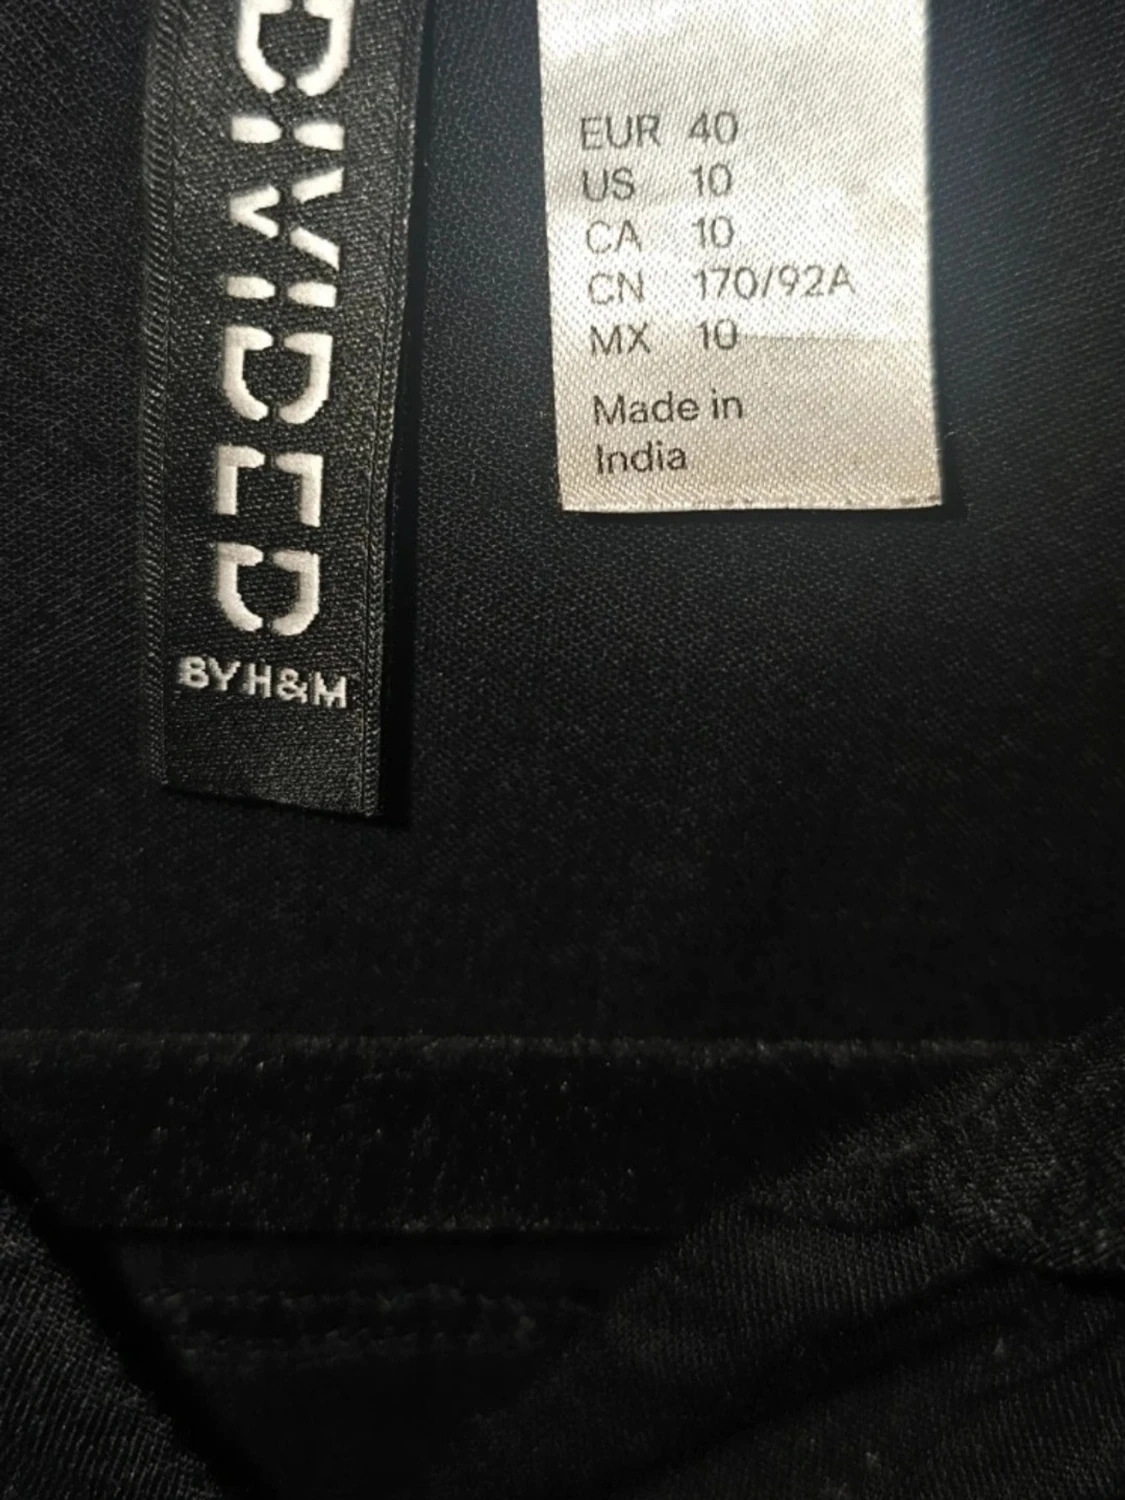 DIVIDED
BY H&M
EUR 40
US 10
CA 10
CN 170/92A
MX 10
Made in
India